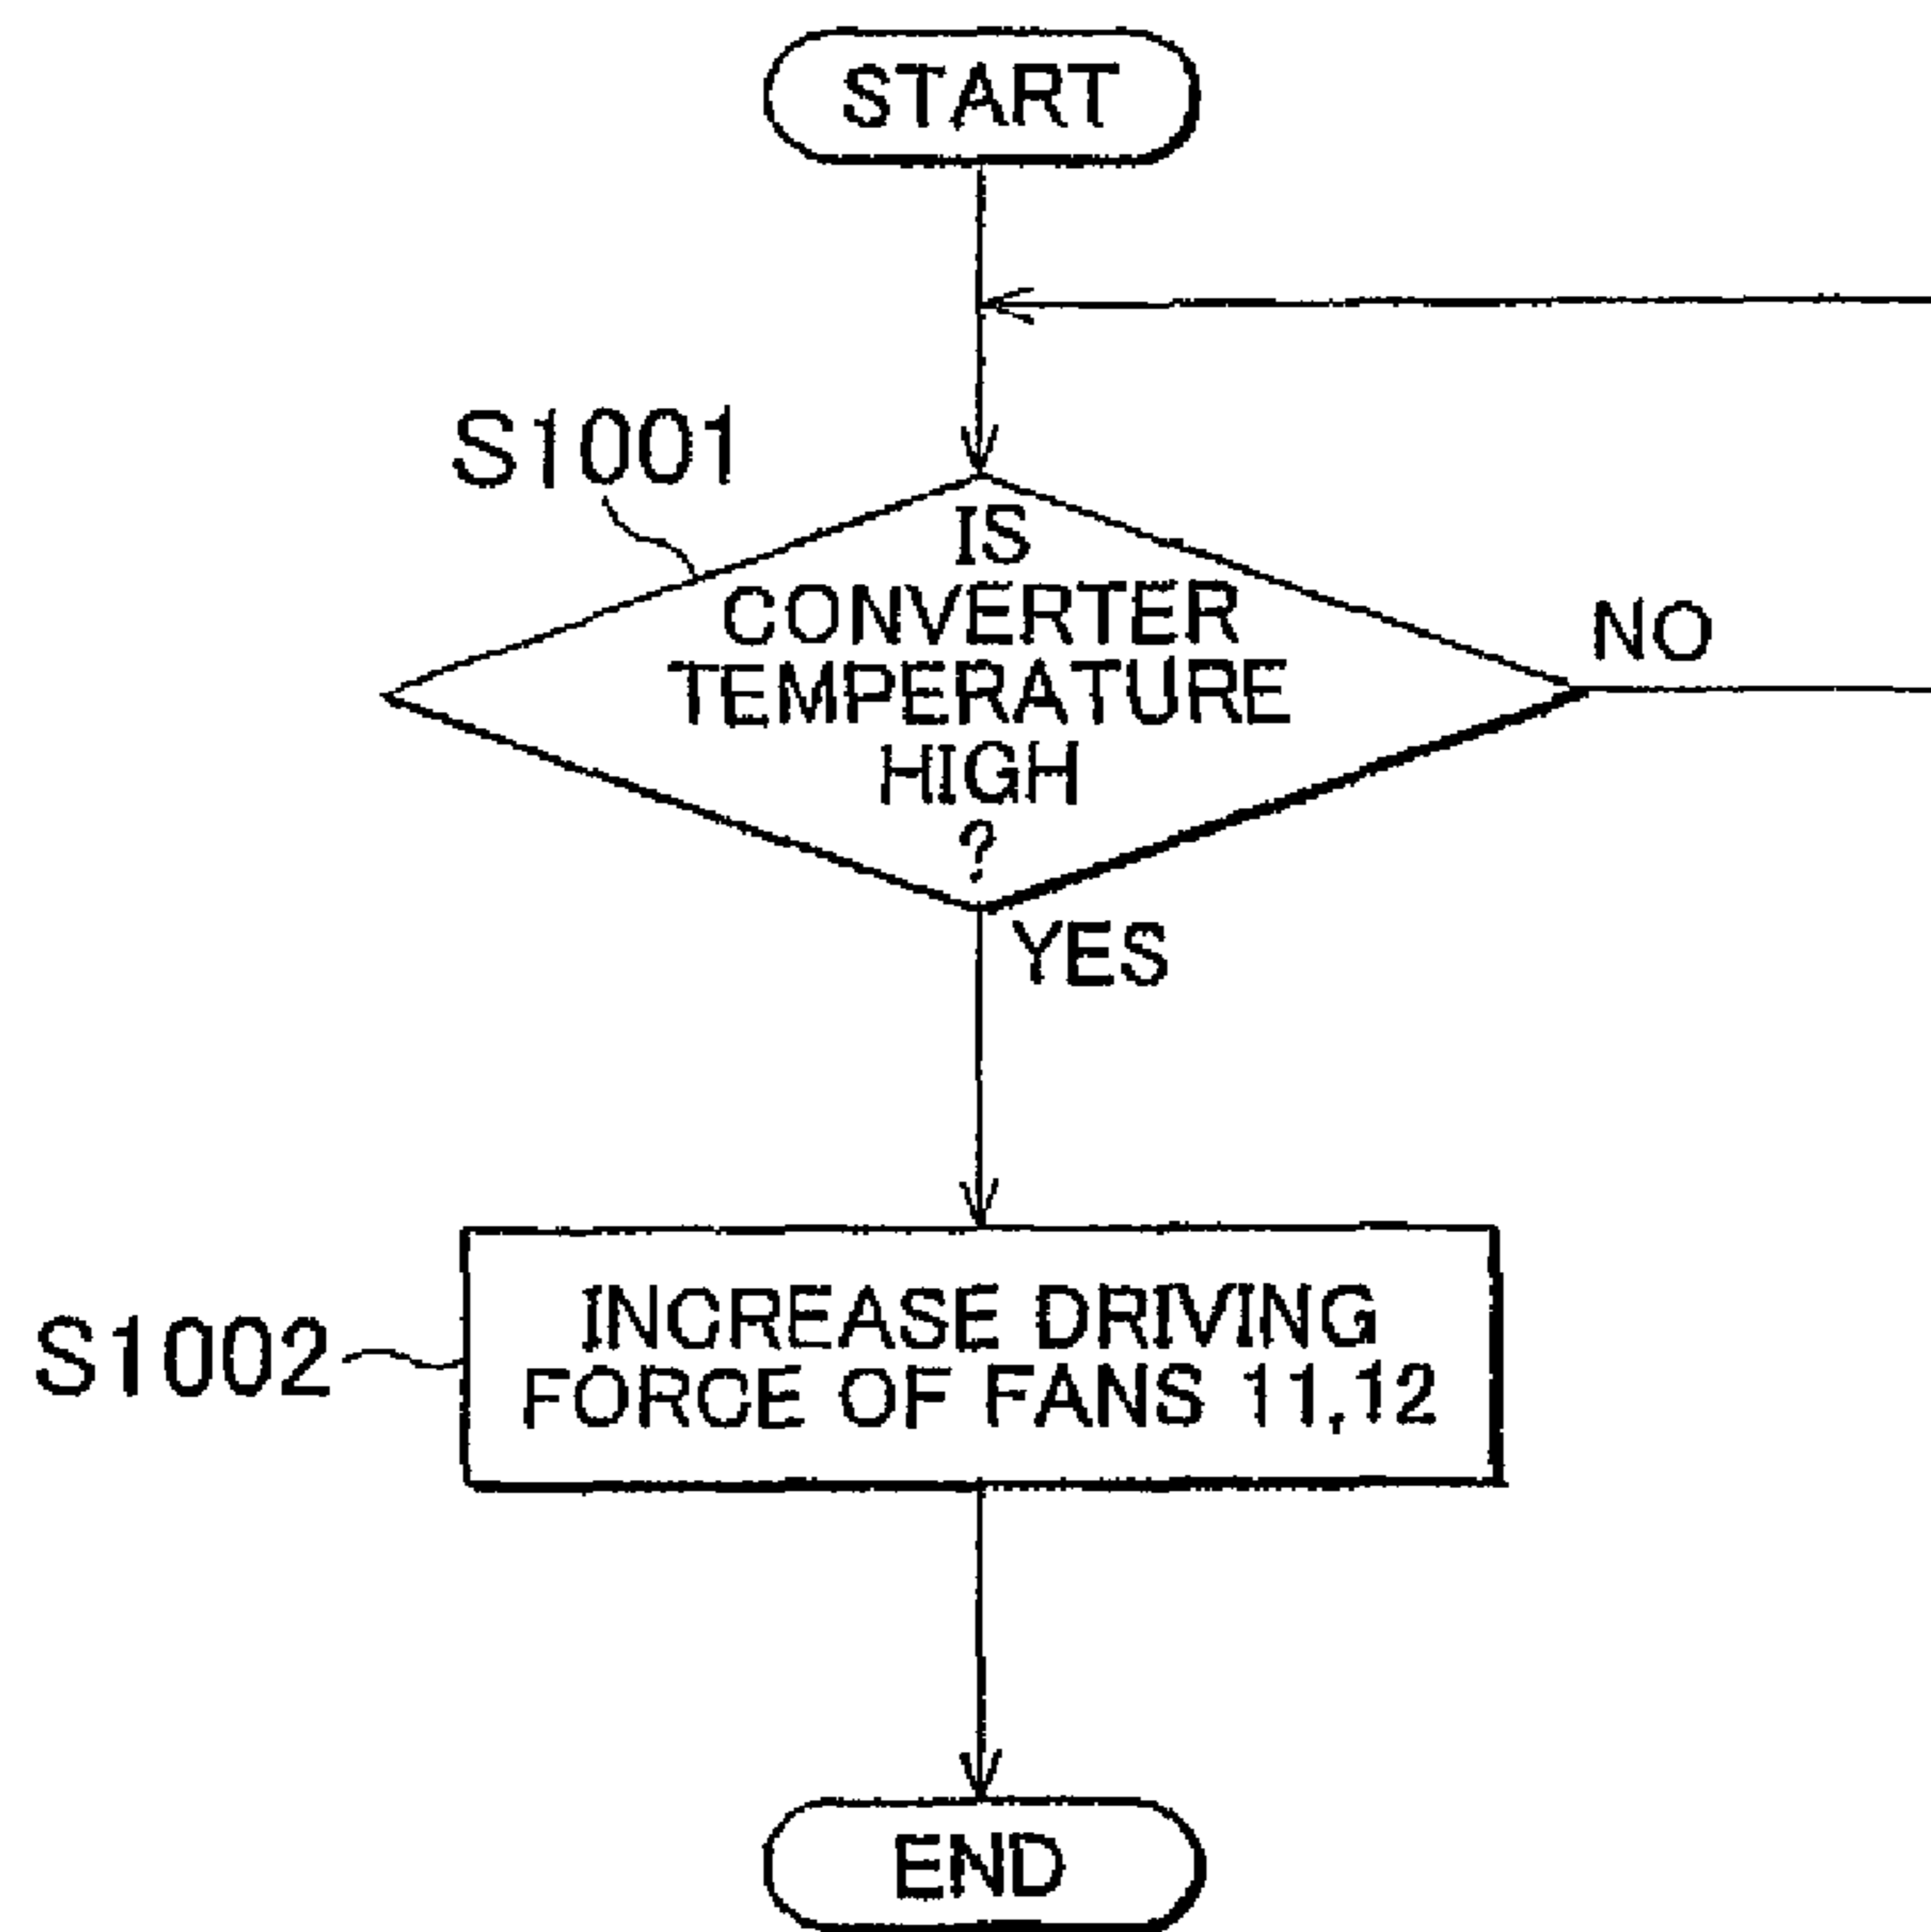 START
S1001
IS
CONVERTER
TEMPERATURE
HIGH
?
NO
YES
S1002
INCREASE DRIVING
FORCE OF FANS 11,12
END